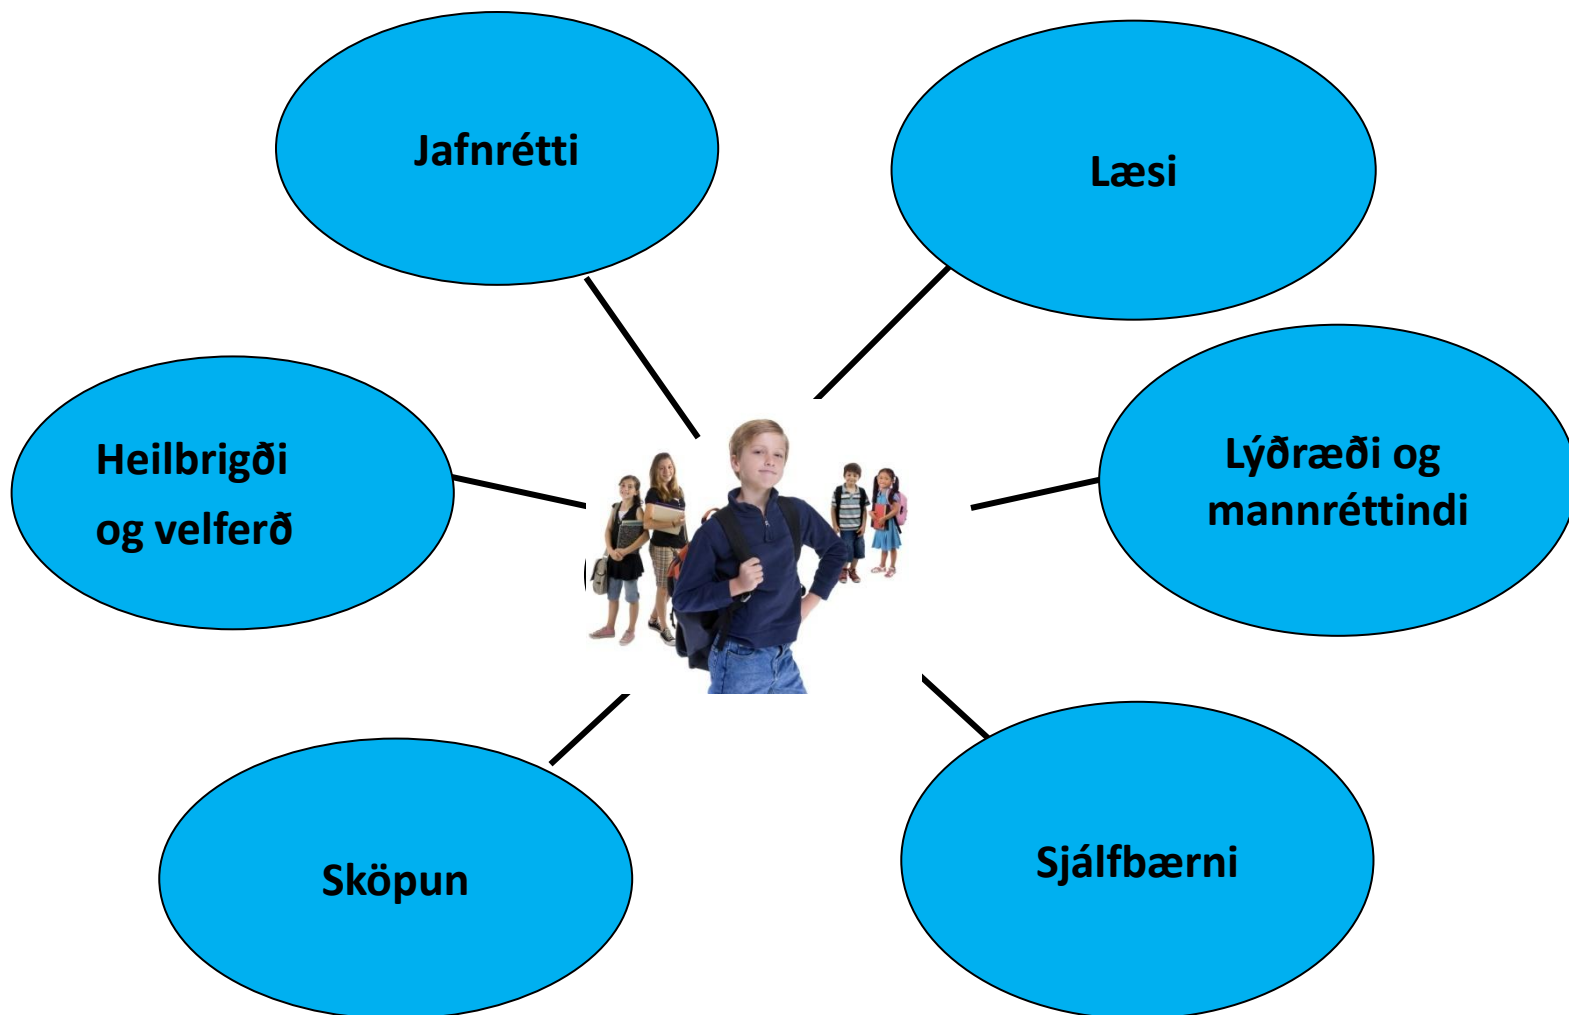 Jafnrétti
Læsi
Heilbrigði
og velferð
Lýðræði og
mannréttindi
Sköpun
Sjálfbærni